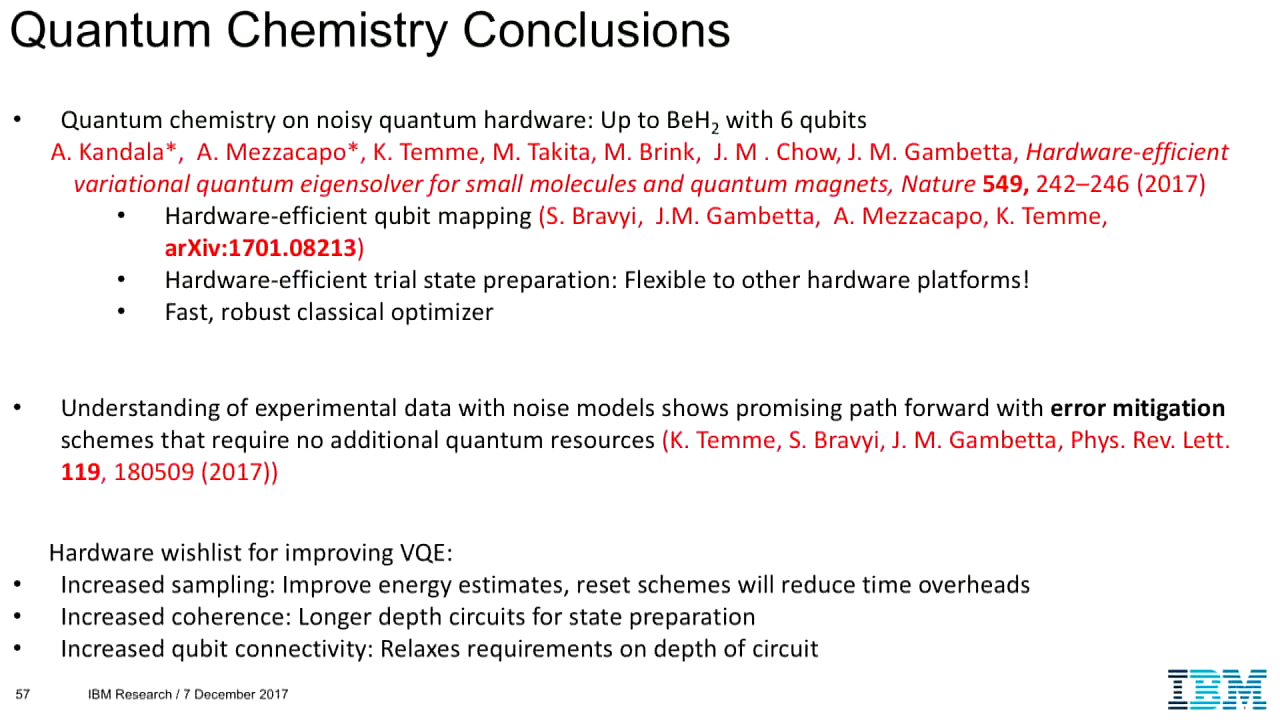 Quantum Chemistry Conclusions
• Quantum chemistry on noisy quantum hardware: Up to BeH₂ with 6 qubits
A. Kandala*, A. Mezzacapo*, K. Temme, M. Takita, M. Brink, J. M . Chow, J. M. Gambetta, Hardware-efficient
variational quantum eigensolver for small molecules and quantum magnets, Nature 549, 242–246 (2017)
• Hardware-efficient qubit mapping (S. Bravyi, J.M. Gambetta, A. Mezzacapo, K. Temme,
arXiv:1701.08213)
• Hardware-efficient trial state preparation: Flexible to other hardware platforms!
• Fast, robust classical optimizer
• Understanding of experimental data with noise models shows promising path forward with error mitigation
schemes that require no additional quantum resources (K. Temme, S. Bravyi, J. M. Gambetta, Phys. Rev. Lett.
119, 180509 (2017))
Hardware wishlist for improving VQE:
• Increased sampling: Improve energy estimates, reset schemes will reduce time overheads
• Increased coherence: Longer depth circuits for state preparation
• Increased qubit connectivity: Relaxes requirements on depth of circuit
57 IBM Research / 7 December 2017
IBM